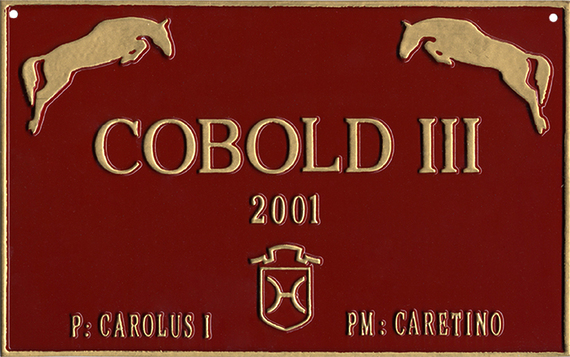 COBOLD III
2001
P: CAROLUS I
PM: CARETINO